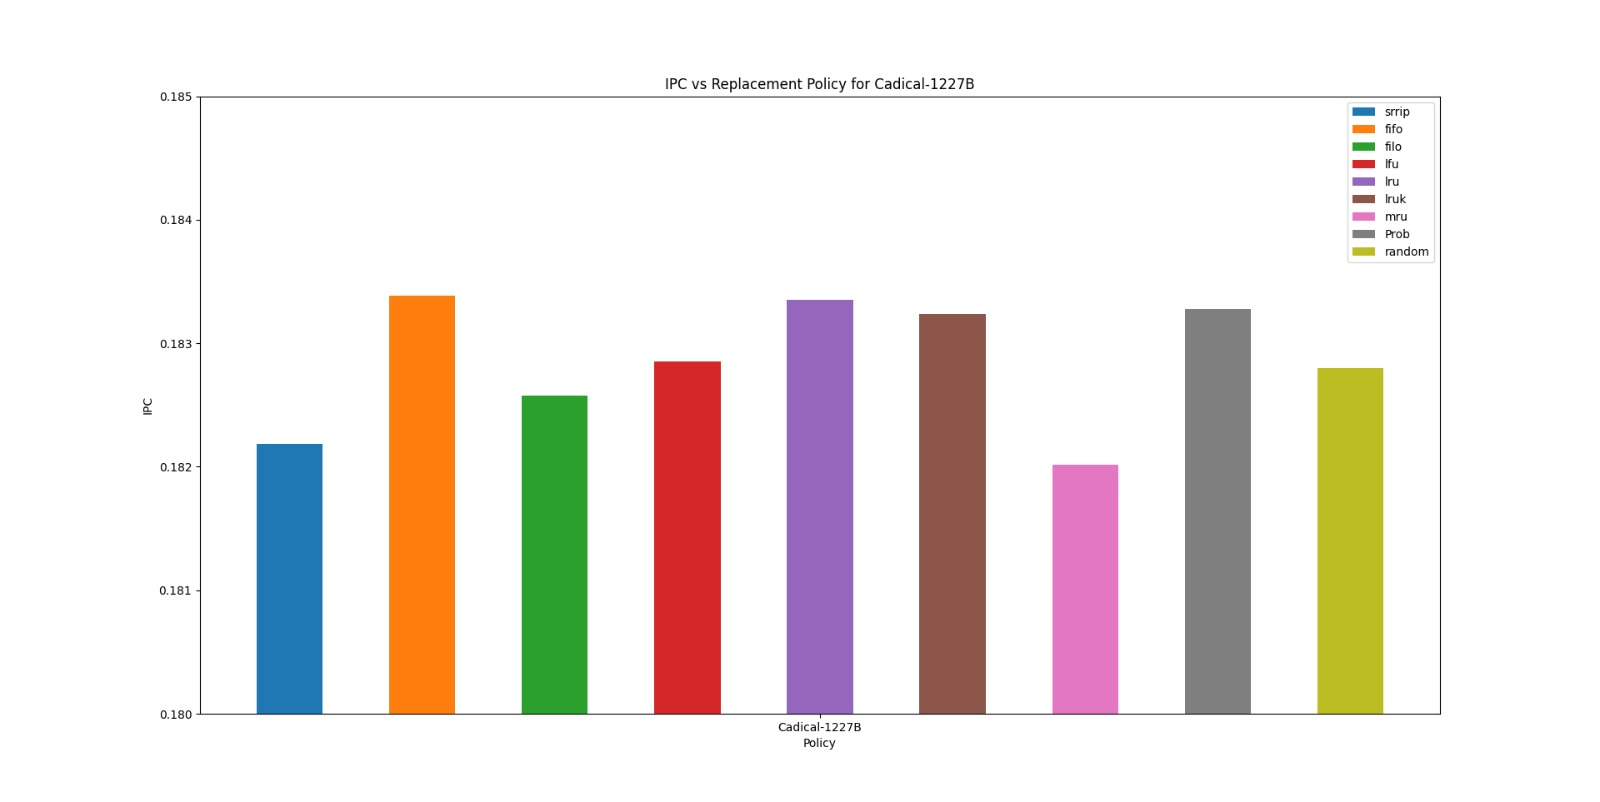 IPC vs Replacement Policy for Cadical-1227B
0.185
0.184
0.183
0.182
0.181
0.180
IPC
srrip
fifo
filo
lfu
lru
lruk
mru
Prob
random
Cadical-1227B
Policy